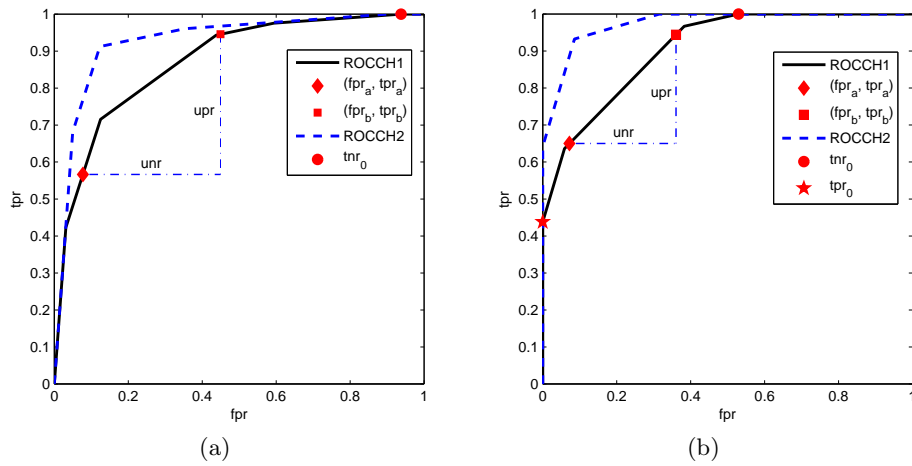 1
0.9
0.8
0.7
0.6
0.5
0.4
0.3
0.2
0.1
0
tpr
0 0.2 0.4 0.6 0.8 1
fpr
unr
upr
ROCCH1
(fpr_a, tpr_a)
(fpr_b, tpr_b)
ROCCH2
tnr_0
(a)
1
0.9
0.8
0.7
0.6
0.5
0.4
0.3
0.2
0.1
0
tpr
0 0.2 0.4 0.6 0.8 1
fpr
unr
upr
ROCCH1
(fpr_a, tpr_a)
(fpr_b, tpr_b)
ROCCH2
tnr_0
tpr_0
(b)